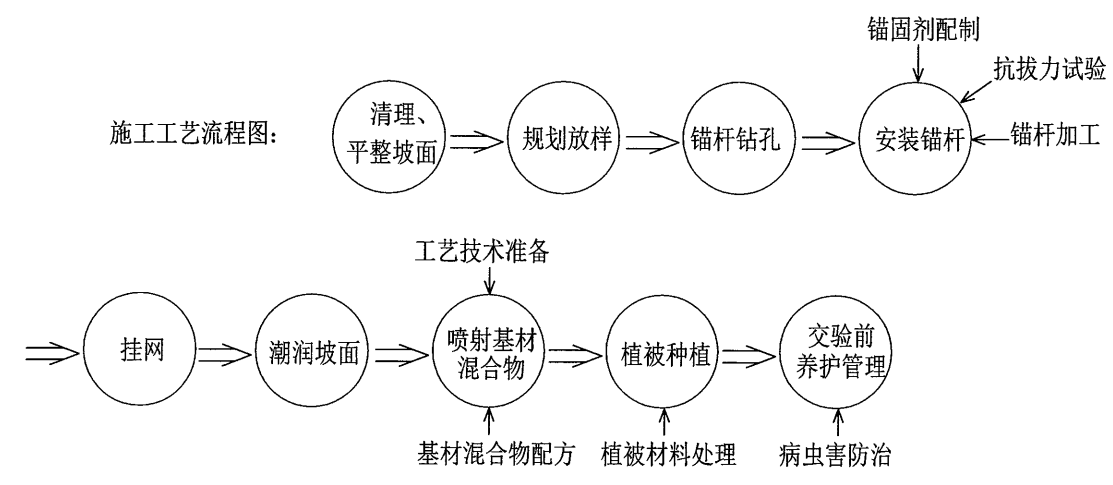 锚固剂配制
抗拔力试验
施工工艺流程图：
清理、
平整坡面
规划放样
锚杆钻孔
安装锚杆
锚杆加工
工艺技术准备
挂网
潮润坡面
喷射基材
混合物
植被种植
交验前
养护管理
基材混合物配方
植被材料处理
病虫害防治